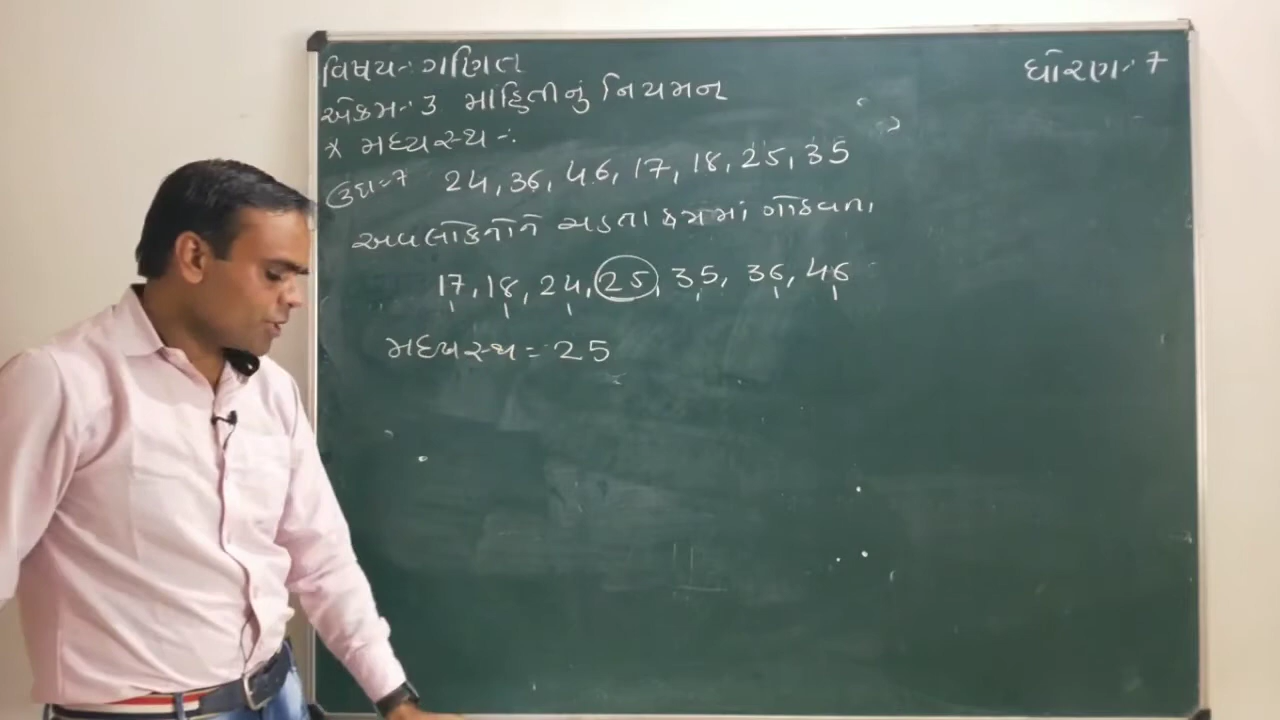 વિષય:- ગણિત
ધોરણ:- 7
એકમ:- 3 માહિતીનું નિયમન
* મધ્યસ્થ:-
ઉદા-7 24, 36, 46, 17, 18, 25, 35
અવલોકનોને ચડતા ક્રમમાં ગોઠવતા,
17, 18, 24, 25, 35, 36, 46
મધ્યસ્થ = 25